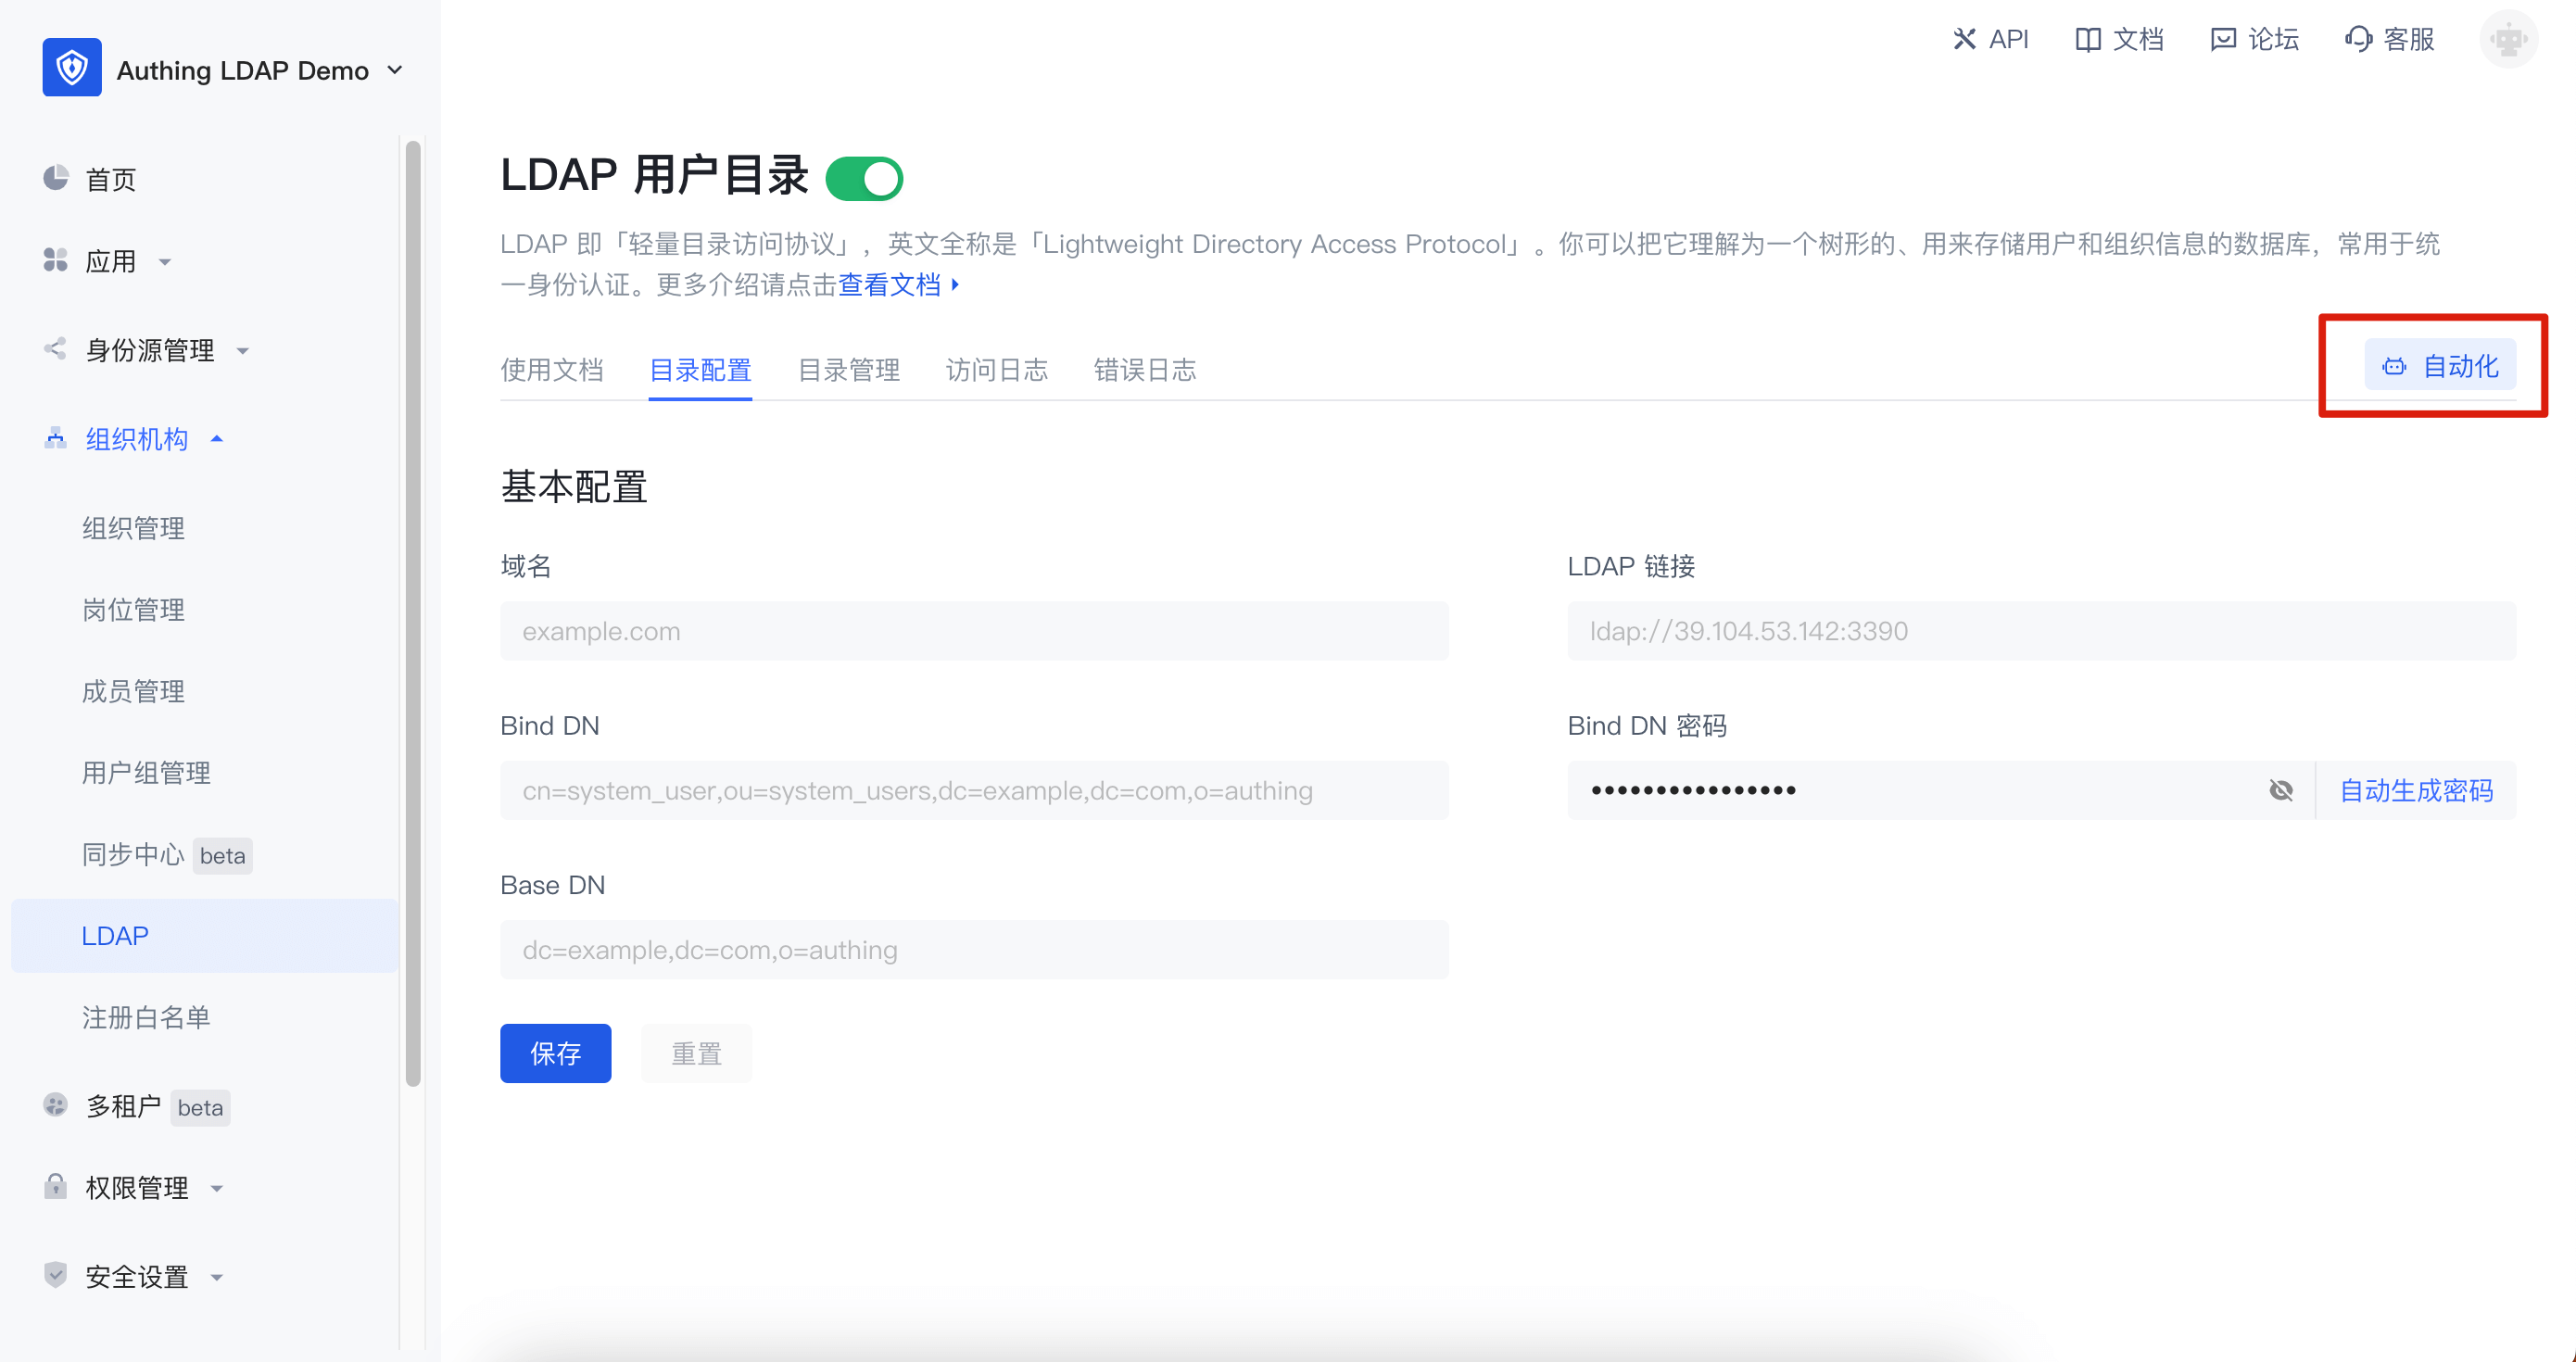 Authing LDAP Demo
API
文档
论坛
客服
首页
应用
身份源管理
组织机构
组织管理
岗位管理
成员管理
用户组管理
同步中心 beta
LDAP
注册白名单
多租户 beta
权限管理
安全设置
LDAP 用户目录
LDAP 即「轻量目录访问协议」，英文全称是「Lightweight Directory Access Protocol」。你可以把它理解为一个树形的、用来存储用户和组织信息的数据库，常用于统
一身份认证。更多介绍请点击查看文档
使用文档
目录配置
目录管理
访问日志
错误日志
自动化
基本配置
域名
example.com
LDAP 链接
ldap://39.104.53.142:3390
Bind DN
cn=system_user,ou=system_users,dc=example,dc=com,o=authing
Bind DN 密码
••••••••••••••••
自动生成密码
Base DN
dc=example,dc=com,o=authing
保存
重置